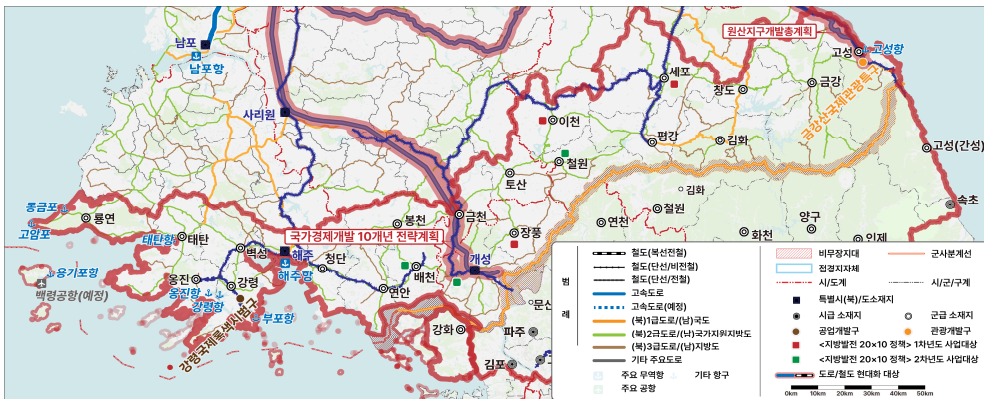 원산지구개발총계획
남포
남포항
고성
고성항
세포
창도
금강
금강산국제관광특구
사리원
이천
평강
김화
철원
고성(간성)
토산
김화
몽금포
고암포
룡연
태탄항
태탄
국가경제개발 10개년 전략계획
봉천
금천
장풍
연천
철원
화천
양구
인제
속초
벽성
해주
해주항
청단
배천
개성
연안
용기포항
백령공항(예정)
옹진
옹진항
강령
강령항
부포항
강령국제록색시범구
강화
문산
파주
김포
범
례
철도(복선전철)
철도(단선/비전철)
철도(단선/전철)
고속도로
고속도로(예정)
(북)1급도로/(남)국도
(북)2급도로/(남)국가지원지방도
(북)3급도로/(남)지방도
기타 주요도로
주요 무역항
기타 항구
주요 공항
비무장지대
군사분계선
접경지자체
시/도계
시/군/구계
특별시(북)/도소재지
시급 소재지
군급 소재지
공업개발구
관광개발구
<지방발전 20×10 정책> 1차년도 사업대상
<지방발전 20×10 정책> 2차년도 사업대상
도로/철도 현대화 대상
0km 10km 20km 30km 40km 50km